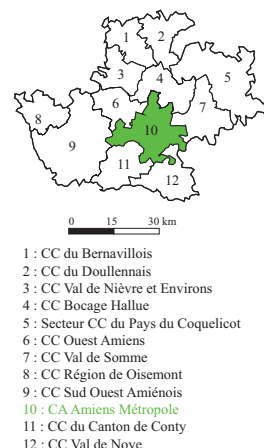 1
2
3
4
5
6
7
8
9
10
11
12
0 15 30 km
1 : CC du Bernavillois
2 : CC du Doullennais
3 : CC Val de Nièvre et Environs
4 : CC Bocage Hallue
5 : Secteur CC du Pays du Coquelicot
6 : CC Ouest Amiens
7 : CC Val de Somme
8 : CC Région de Oisemont
9 : CC Sud Ouest Amiénois
10 : CA Amiens Métropole
11 : CC du Canton de Conty
12 : CC Val de Noye